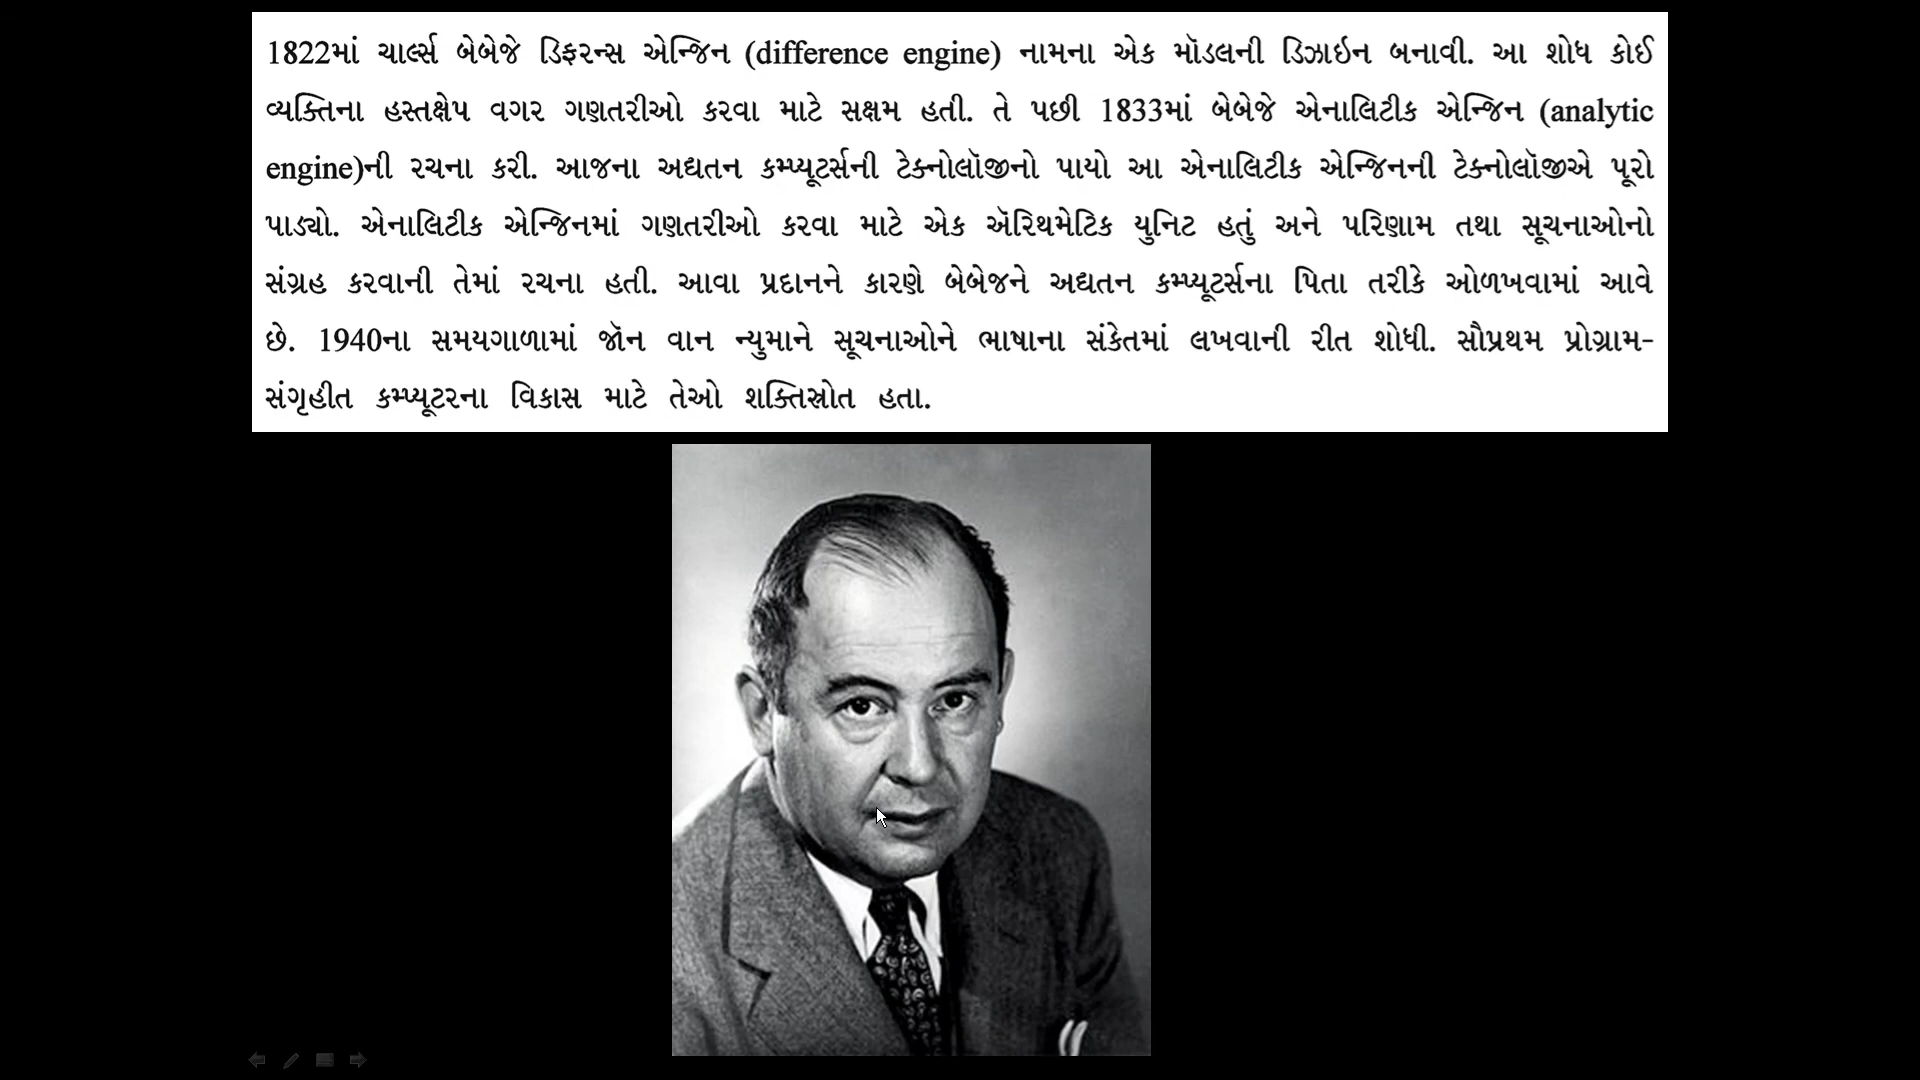 1822માં ચાર્લ્સ બેબેજે ડિફરન્સ એન્જિન (difference engine) નામના એક મૉડલની ડિઝાઇન બનાવી. આ શોધ કોઈ
વ્યક્તિના હસ્તક્ષેપ વગર ગણતરીઓ કરવા માટે સક્ષમ હતી. તે પછી 1833માં બેબેજે એનાલિટીક એન્જિન (analytic
engine)ની રચના કરી. આજના અદ્યતન કમ્પ્યૂટર્સની ટેક્નોલૉજીનો પાયો આ એનાલિટીક એન્જિનની ટેક્નોલૉજીએ પૂરો
પાડ્યો. એનાલિટીક એન્જિનમાં ગણતરીઓ કરવા માટે એક ઍરિથમેટિક યુનિટ હતું અને પરિણામ તથા સૂચનાઓનો
સંગ્રહ કરવાની તેમાં રચના હતી. આવા પ્રદાનને કારણે બેબેજને અદ્યતન કમ્પ્યૂટર્સના પિતા તરીકે ઓળખવામાં આવે
છે. 1940ના સમયગાળામાં જૉન વાન ન્યુમાને સૂચનાઓને ભાષાના સંકેતમાં લખવાની રીત શોધી. સૌપ્રથમ પ્રોગ્રામ-
સંગૃહીત કમ્પ્યૂટરના વિકાસ માટે તેઓ શક્તિસ્રોત હતા.